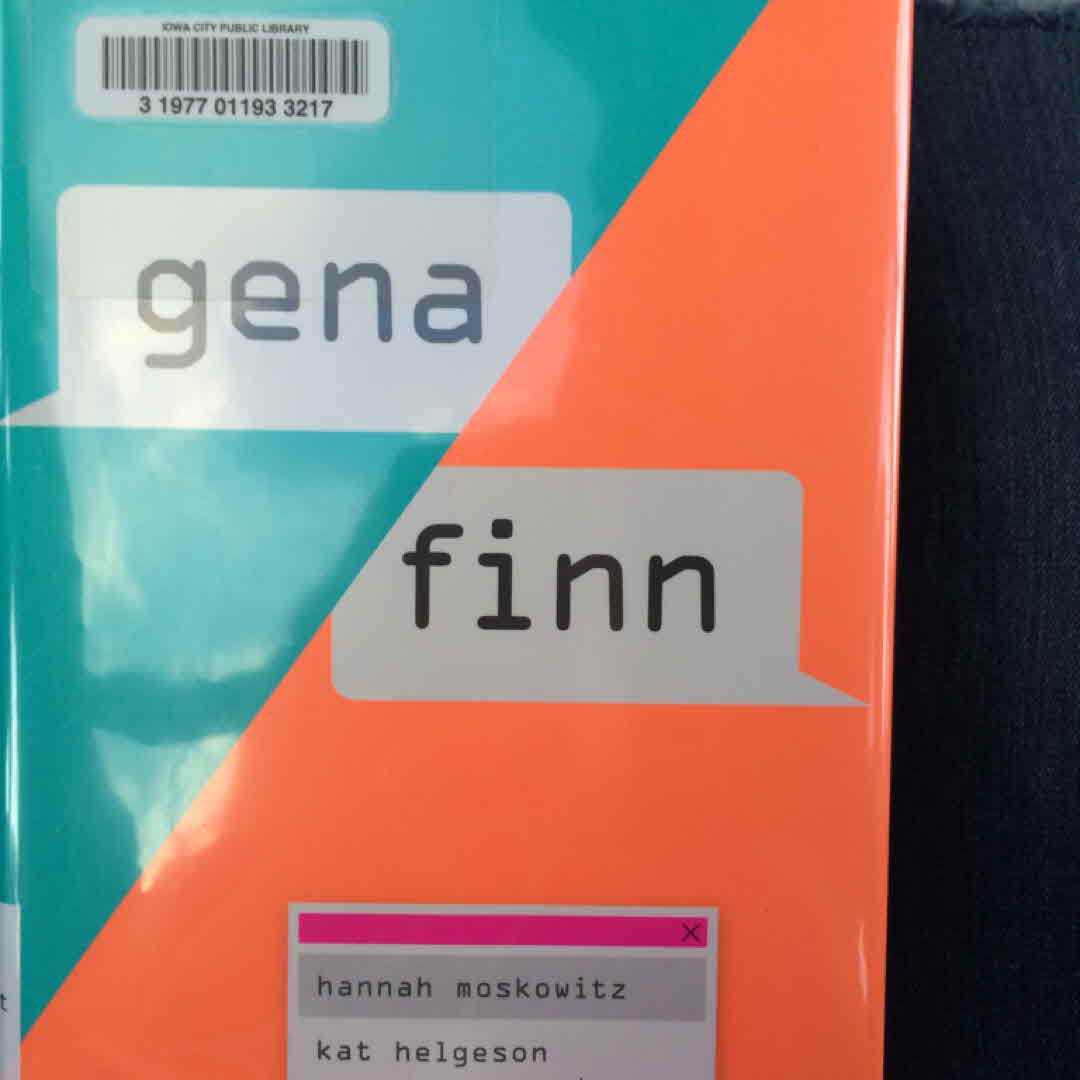 IOWA CITY PUBLIC LIBRARY
3 1977 01193 3217
gena
finn
X
hannah moskowitz
kat helgeson